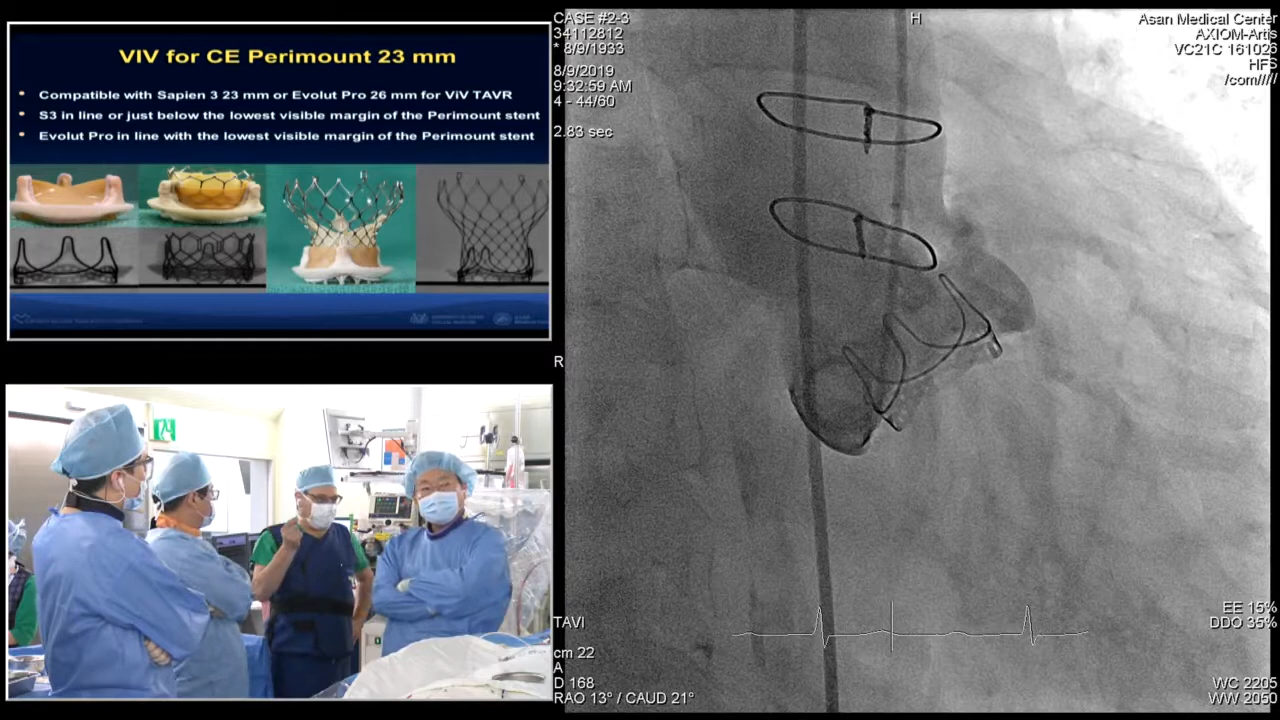 VIV for CE Perimount 23 mm
• Compatible with Sapien 3 23 mm or Evolut Pro 26 mm for ViV TAVR
• S3 in line or just below the lowest visible margin of the Perimount stent
• Evolut Pro in line with the lowest visible margin of the Perimount stent
CASE #2-3
34112812
* 8/9/1933
8/9/2019
9:32:59 AM
4 - 44/60
2.83 sec
H
Asan Medical Center
AXIOM-Artis
VC21C 161026
HFS
/com////
R
TAVI
cm 22
A
D 168
RAO 13° / CAUD 21°
EE 15%
DDO 35%
WC 2205
WW 2050